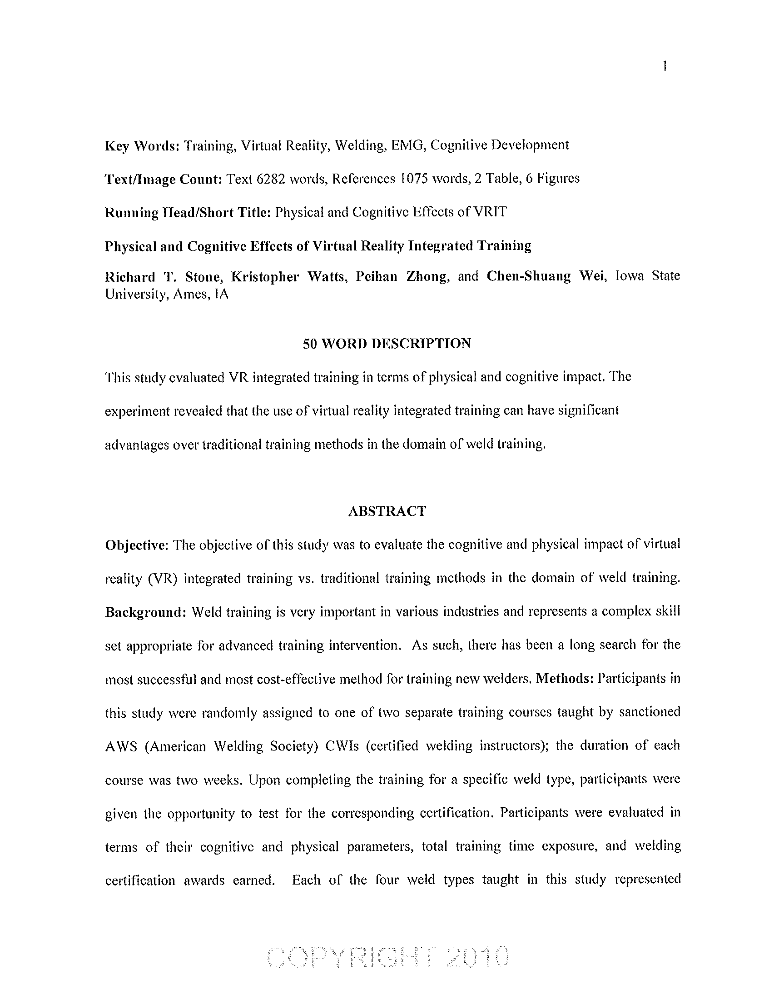 1
Key Words: Training, Virtual Reality, Welding, EMG, Cognitive Development
Text/Image Count: Text 6282 words, References 1075 words, 2 Table, 6 Figures
Running Head/Short Title: Physical and Cognitive Effects of VRIT
Physical and Cognitive Effects of Virtual Reality Integrated Training
Richard T. Stone, Kristopher Watts, Peihan Zhong, and Chen-Shuang Wei, Iowa State
University, Ames, IA
50 WORD DESCRIPTION
This study evaluated VR integrated training in terms of physical and cognitive impact. The
experiment revealed that the use of virtual reality integrated training can have significant
advantages over traditional training methods in the domain of weld training.
ABSTRACT
Objective: The objective of this study was to evaluate the cognitive and physical impact of virtual
reality (VR) integrated training vs. traditional training methods in the domain of weld training.
Background: Weld training is very important in various industries and represents a complex skill
set appropriate for advanced training intervention. As such, there has been a long search for the
most successful and most cost-effective method for training new welders. Methods: Participants in
this study were randomly assigned to one of two separate training courses taught by sanctioned
AWS (American Welding Society) CWIs (certified welding instructors); the duration of each
course was two weeks. Upon completing the training for a specific weld type, participants were
given the opportunity to test for the corresponding certification. Participants were evaluated in
terms of their cognitive and physical parameters, total training time exposure, and welding
certification awards earned. Each of the four weld types taught in this study represented
COPYRIGHT 2010